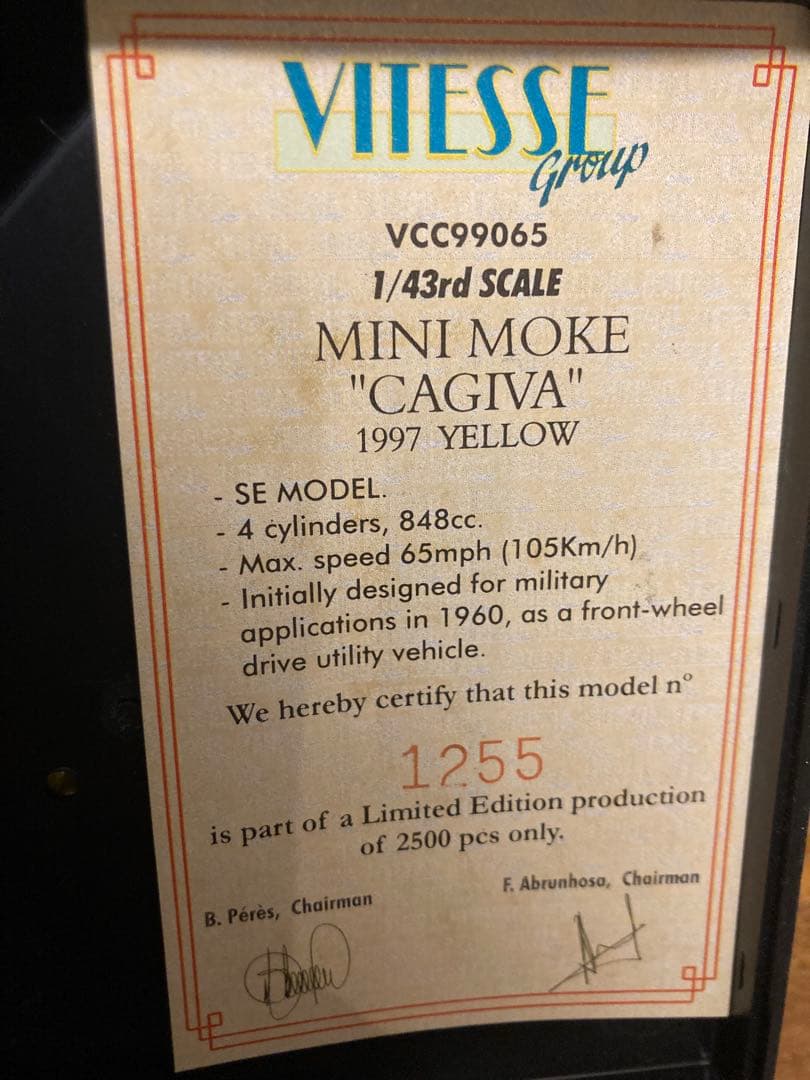 VITESSE
Group
VCC99065
1/43rd SCALE
MINI MOKE
"CAGIVA"
1997 YELLOW
- SE MODEL.
- 4 cylinders, 848cc.
- Max. speed 65mph (105Km/h)
- Initially designed for military
applications in 1960, as a front-wheel
drive utility vehicle.
We hereby certify that this model n°
1255
is part of a Limited Edition production
of 2500 pcs only.
F. Abrunhosa, Chairman
B. Pérès, Chairman